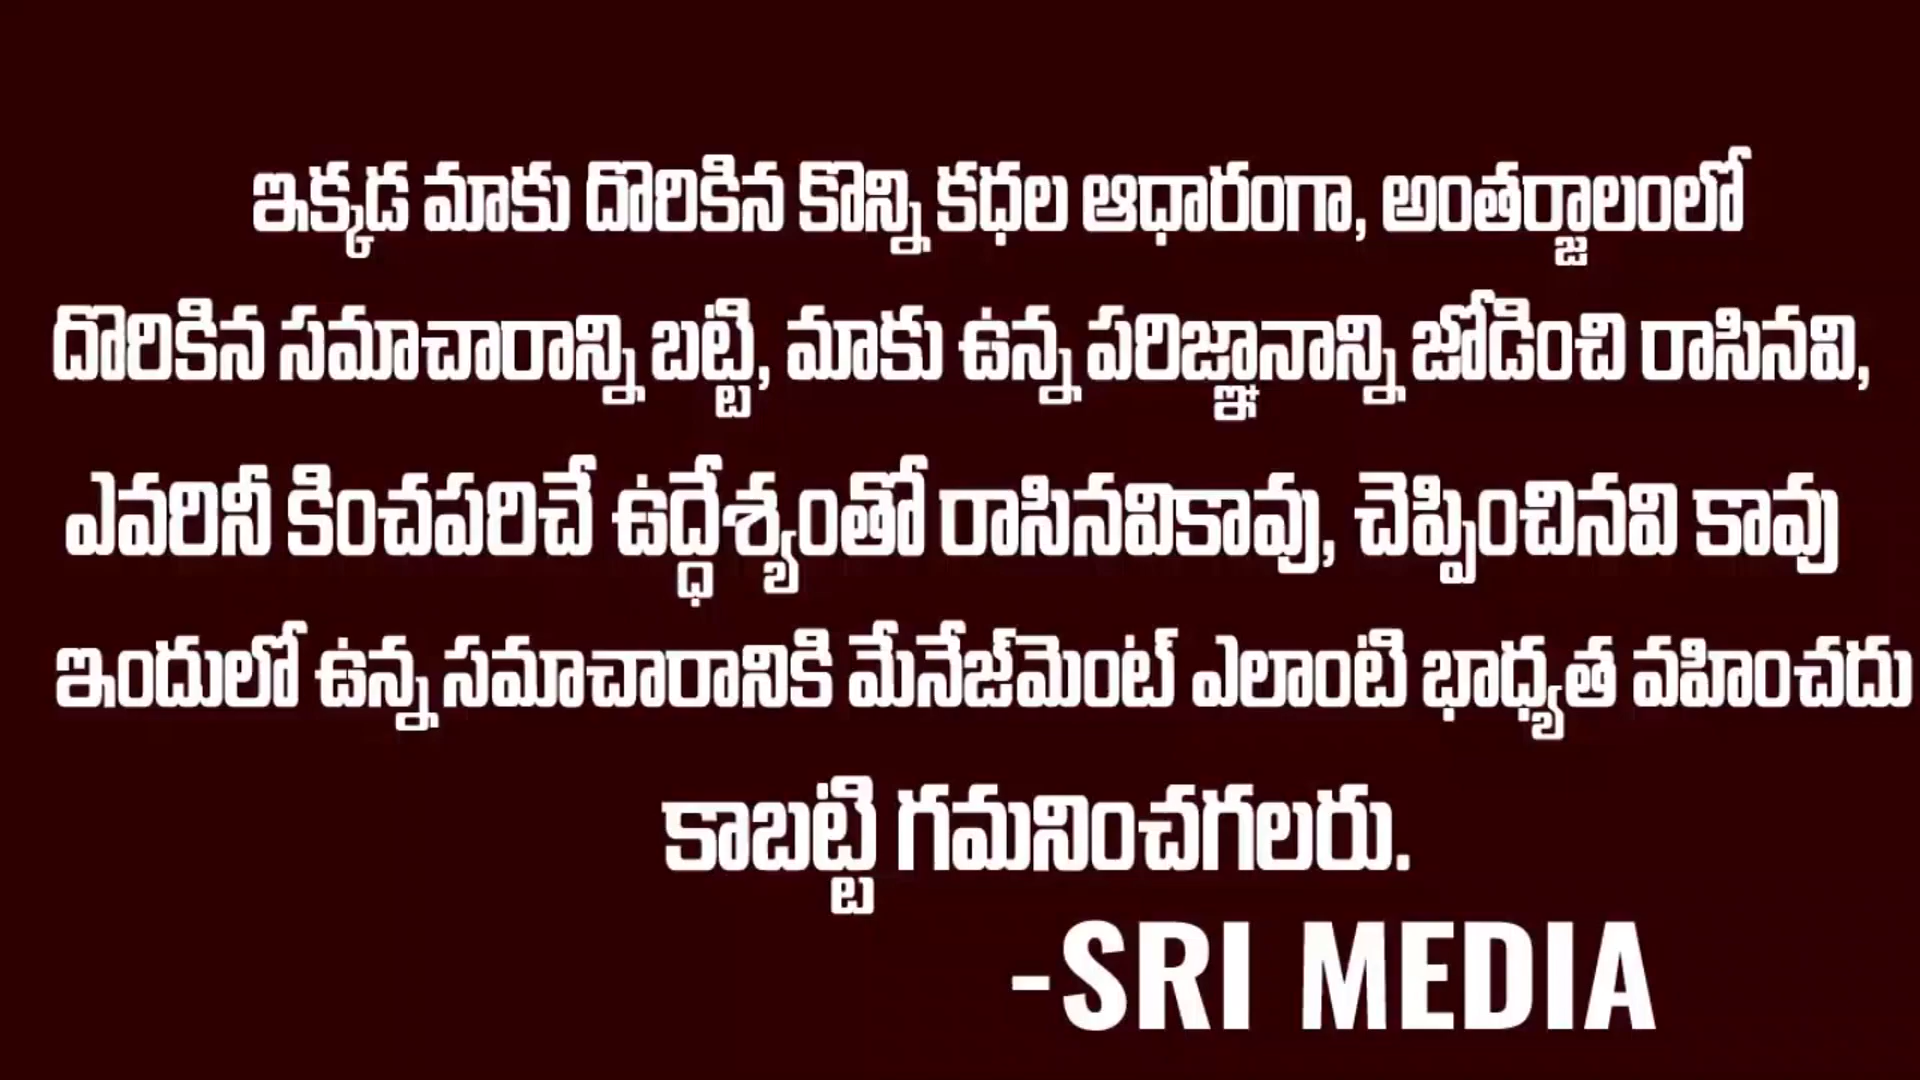 ఇక్కడ మాకు దొరికిన కొన్ని కధల ఆధారంగా, అంతర్జాలంలో
దొరికిన సమాచారాన్ని బట్టి, మాకు ఉన్న పరిజ్ఞానాన్ని జోడించి రాసినవి,
ఎవరినీ కించపరిచే ఉద్ధేశ్యంతో రాసినవికావు, చెప్పించినవి కావు
ఇందులో ఉన్న సమాచారానికి మేనేజ్‌మెంట్ ఎలాంటి భాధ్యత వహించదు
కాబట్టి గమనించగలరు.
-SRI MEDIA